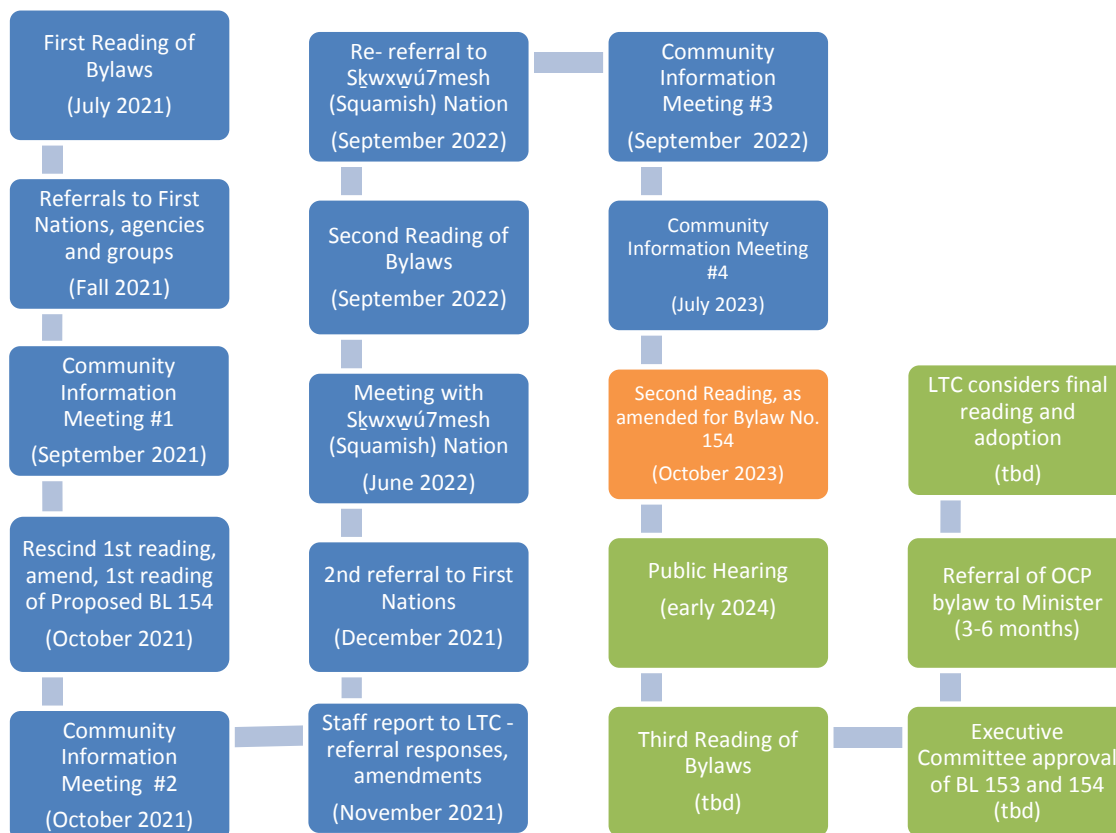 First Reading of
Bylaws
(July 2021)
Referrals to First
Nations, agencies
and groups
(Fall 2021)
Community
Information
Meeting #1
(September 2021)
Rescind 1st reading,
amend, 1st reading
of Proposed BL 154
(October 2021)
Community
Information
Meeting  #2
(October 2021)
Staff report to LTC -
referral responses,
amendments
(November 2021)
2nd referral to First
Nations
(December 2021)
Meeting with
Sḵwx̱wú7mesh
(Squamish) Nation
(June 2022)
Second Reading of
Bylaws
(September 2022)
Re- referral to
Sḵwx̱wú7mesh
(Squamish) Nation
(September 2022)
Community
Information
Meeting #3
(September  2022)
Community
Information Meeting
#4
(July 2023)
Second Reading, as
amended for Bylaw No.
154
(October 2023)
Public Hearing
(early 2024)
Third Reading of
Bylaws
(tbd)
Executive
Committee approval
of BL 153 and 154
(tbd)
Referral of OCP
bylaw to Minister
(3-6 months)
LTC considers final
reading and
adoption
(tbd)